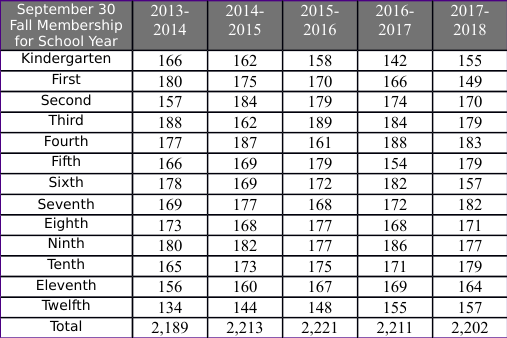 September 30 Fall Membership for School Year 2013-2014 2014-2015 2015-2016 2016-2017 2017-2018
Kindergarten 166 162 158 142 155
First 180 175 170 166 149
Second 157 184 179 174 170
Third 188 162 189 184 179
Fourth 177 187 161 188 183
Fifth 166 169 179 154 179
Sixth 178 169 172 182 157
Seventh 169 177 168 172 182
Eighth 173 168 177 168 171
Ninth 180 182 177 186 177
Tenth 165 173 175 171 179
Eleventh 156 160 167 169 164
Twelfth 134 144 148 155 157
Total 2,189 2,213 2,221 2,211 2,202